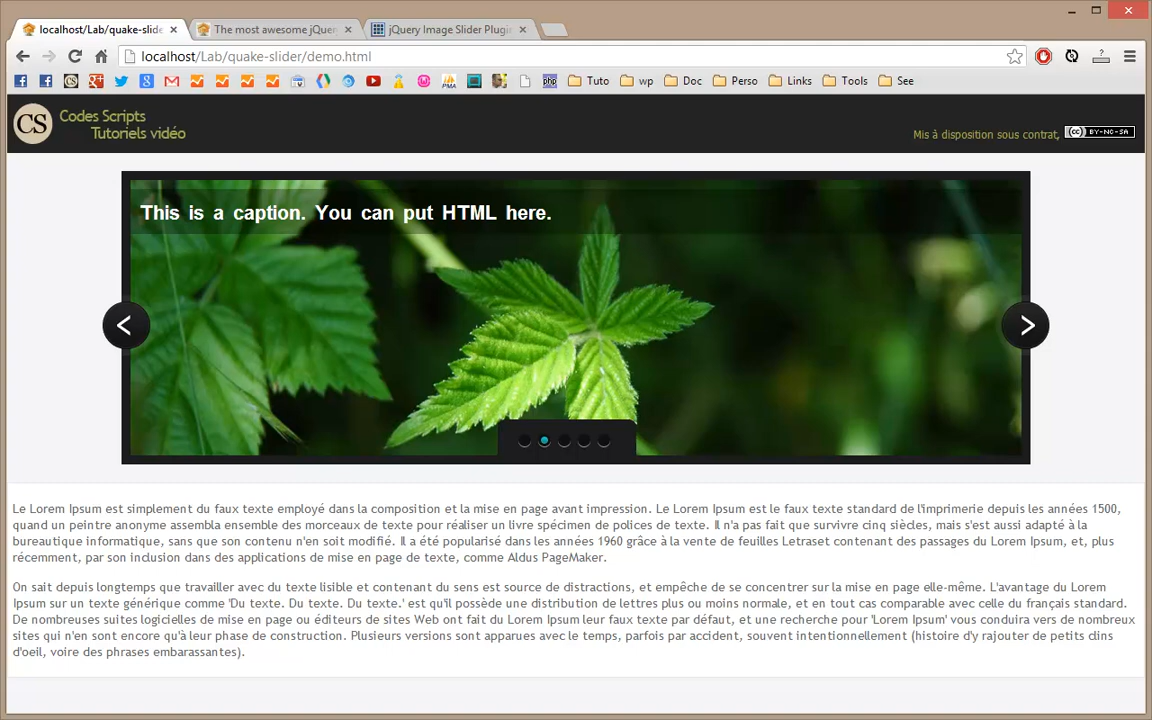 localhost/Lab/quake-slide
The most awesome jQuer
jQuery Image Slider Plugin
localhost/Lab/quake-slider/demo.html
php
Tuto
wp
Doc
Perso
Links
Tools
See
CS
Codes Scripts
Tutoriels vidéo
Mis à disposition sous contrat,
cc BY-NC-SA
This is a caption. You can put HTML here.
Le Lorem Ipsum est simplement du faux texte employé dans la composition et la mise en page avant impression. Le Lorem Ipsum est le faux texte standard de l'imprimerie depuis les années 1500,
quand un peintre anonyme assembla ensemble des morceaux de texte pour réaliser un livre spécimen de polices de texte. Il n'a pas fait que survivre cinq siècles, mais s'est aussi adapté à la
bureautique informatique, sans que son contenu n'en soit modifié. Il a été popularisé dans les années 1960 grâce à la vente de feuilles Letraset contenant des passages du Lorem Ipsum, et, plus
récemment, par son inclusion dans des applications de mise en page de texte, comme Aldus PageMaker.
On sait depuis longtemps que travailler avec du texte lisible et contenant du sens est source de distractions, et empêche de se concentrer sur la mise en page elle-même. L'avantage du Lorem
Ipsum sur un texte générique comme 'Du texte. Du texte. Du texte.' est qu'il possède une distribution de lettres plus ou moins normale, et en tout cas comparable avec celle du français standard.
De nombreuses suites logicielles de mise en page ou éditeurs de sites Web ont fait du Lorem Ipsum leur faux texte par défaut, et une recherche pour 'Lorem Ipsum' vous conduira vers de nombreux
sites qui n'en sont encore qu'à leur phase de construction. Plusieurs versions sont apparues avec le temps, parfois par accident, souvent intentionnellement (histoire d'y rajouter de petits clins
d'oeil, voire des phrases embarassantes).